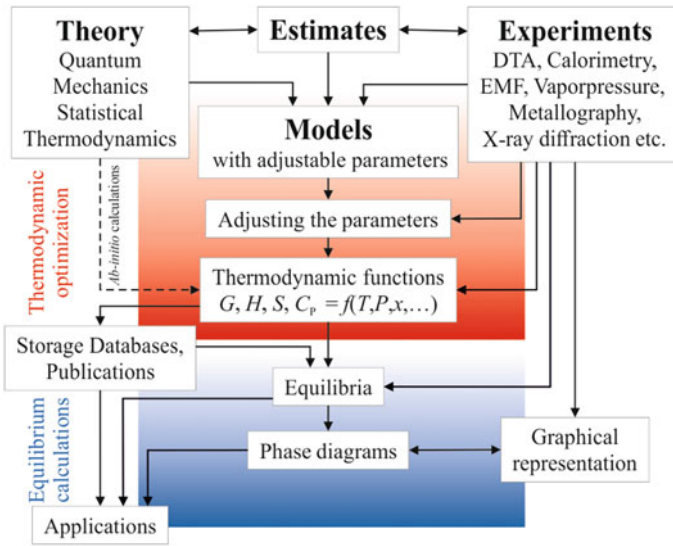 Theory
Quantum
Mechanics
Statistical
Thermodynamics
Estimates
Experiments
DTA, Calorimetry,
EMF, Vaporpressure,
Metallography,
X-ray diffraction etc.
Models
with adjustable parameters
Thermodynamic
optimization
Ab-initio calculations
Adjusting the parameters
Thermodynamic functions
G, H, S, C_P = f(T,P,x,...)
Storage Databases,
Publications
Equilibria
Equilibrium
calculations
Phase diagrams
Graphical
representation
Applications